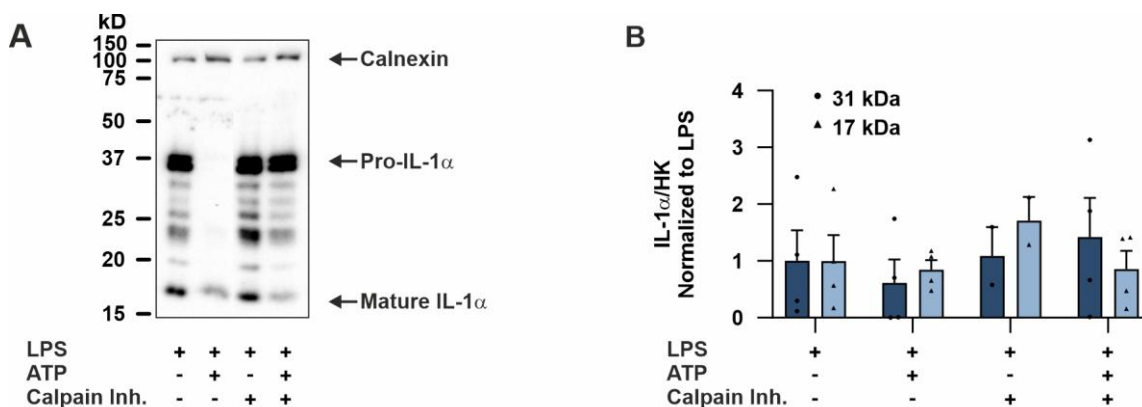 A
kD
150
100
75
50
37
25
20
15
Calnexin
Pro-IL-1α
Mature IL-1α
LPS + + + +
ATP - + - +
Calpain Inh. - - + +
B
IL-1α/HK
Normalized to LPS
4
3
2
1
0
31 kDa
17 kDa
LPS + + + +
ATP - + - +
Calpain Inh. - - + +